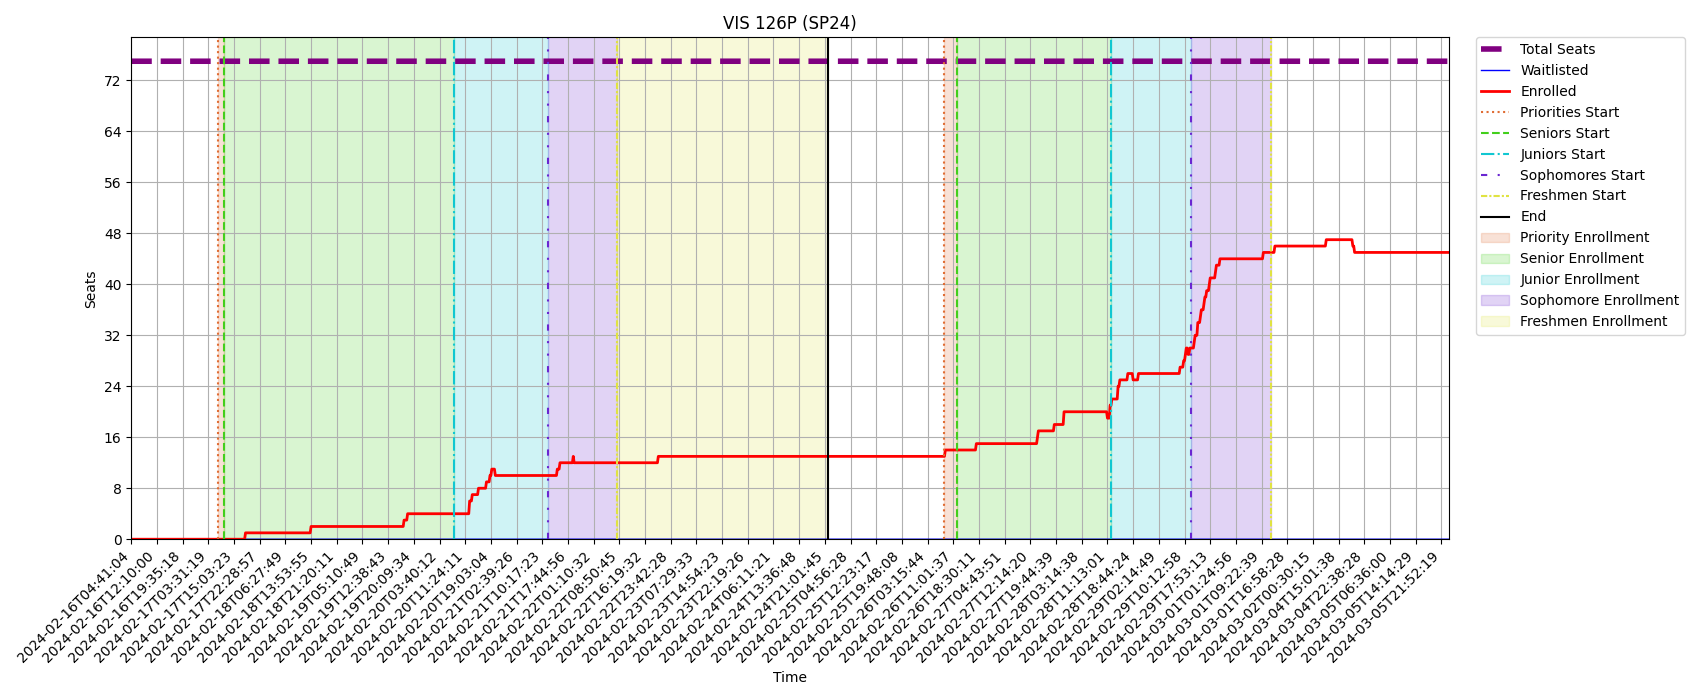 VIS 126P (SP24)
Total Seats
Waitlisted
Enrolled
Priorities Start
Seniors Start
Juniors Start
Sophomores Start
Freshmen Start
End
Priority Enrollment
Senior Enrollment
Junior Enrollment
Sophomore Enrollment
Freshmen Enrollment
Seats
72
64
56
48
40
32
24
16
8
0
2024-02-16T04:41:04
2024-02-16T12:10:00
2024-02-16T19:35:18
2024-02-17T03:31:19
2024-02-17T15:03:23
2024-02-17T22:28:57
2024-02-18T06:27:49
2024-02-18T13:53:55
2024-02-18T21:20:11
2024-02-19T05:10:49
2024-02-19T12:38:43
2024-02-19T20:09:34
2024-02-20T03:40:12
2024-02-20T11:24:11
2024-02-20T19:03:04
2024-02-21T02:39:26
2024-02-21T10:17:23
2024-02-21T17:44:56
2024-02-22T01:10:32
2024-02-22T08:50:45
2024-02-22T16:19:32
2024-02-22T23:42:28
2024-02-23T07:29:33
2024-02-23T14:54:23
2024-02-23T22:19:26
2024-02-24T06:11:21
2024-02-24T13:36:48
2024-02-24T21:01:45
2024-02-25T04:56:28
2024-02-25T12:23:17
2024-02-25T19:48:08
2024-02-26T03:15:44
2024-02-26T11:01:37
2024-02-26T18:30:11
2024-02-27T04:43:51
2024-02-27T12:14:20
2024-02-27T19:44:39
2024-02-28T03:14:38
2024-02-28T11:13:01
2024-02-28T18:44:24
2024-02-29T02:14:49
2024-02-29T10:12:58
2024-02-29T17:53:13
2024-03-01T01:24:56
2024-03-01T09:22:39
2024-03-01T16:58:28
2024-03-02T00:30:15
2024-03-04T15:01:38
2024-03-04T22:38:28
2024-03-05T06:36:00
2024-03-05T14:14:29
2024-03-05T21:52:19
Time